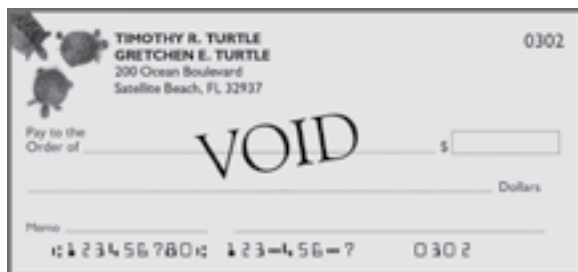 TIMOTHY R. TURTLE
GRETCHEN E. TURTLE
200 Ocean Boulevard
Satellite Beach, FL 32937
0302
Pay to the
Order of
VOID
$
Dollars
Memo
⑆123456780⑆ 123⑉456⑉7 0302